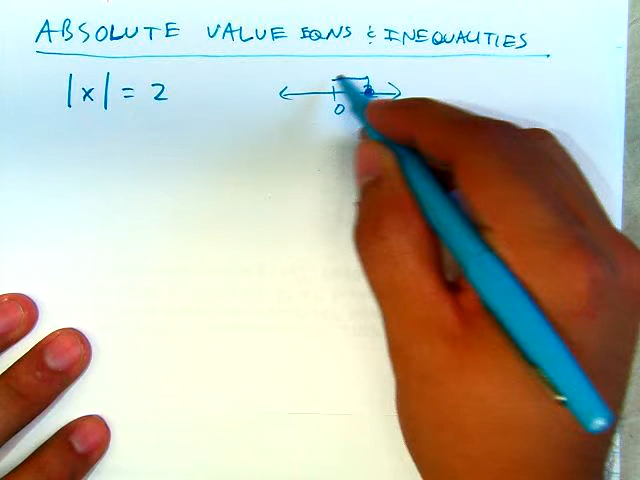 ABSOLUTE VALUE EQNS & INEQUALITIES
|x| = 2
0